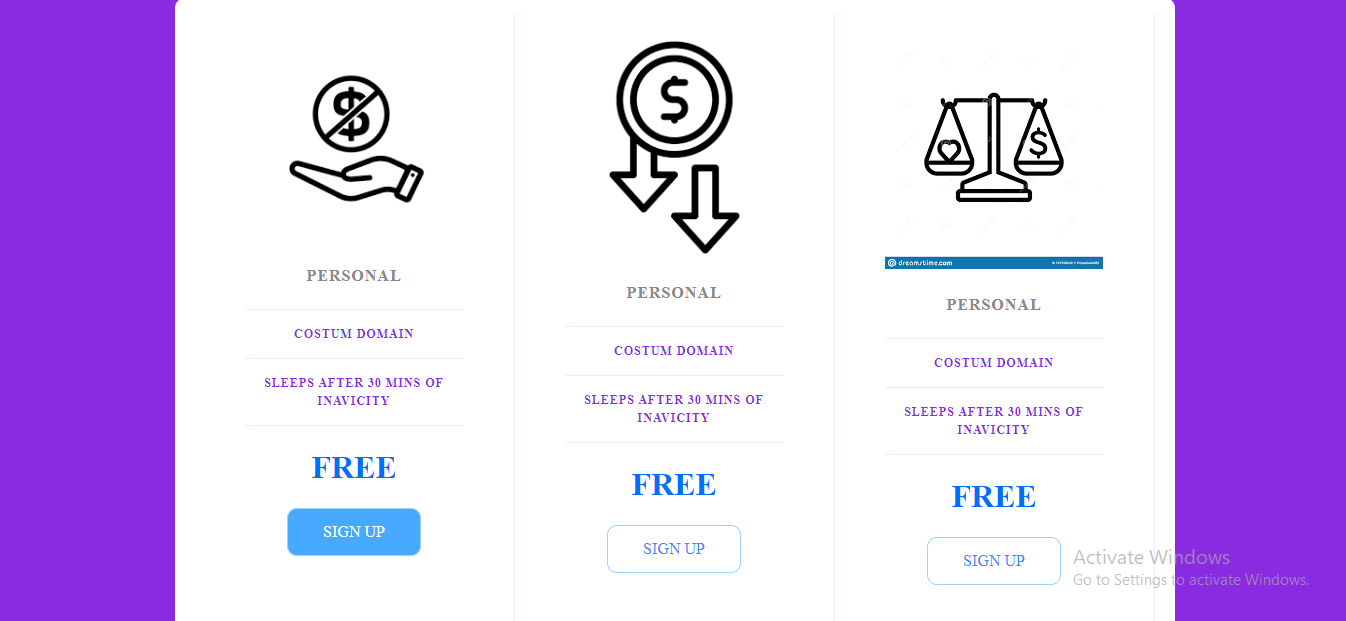 PERSONAL
COSTUM DOMAIN
SLEEPS AFTER 30 MINS OF
INAVICITY
FREE
SIGN UP
PERSONAL
COSTUM DOMAIN
SLEEPS AFTER 30 MINS OF
INAVICITY
FREE
SIGN UP
dreamstime.com
PERSONAL
COSTUM DOMAIN
SLEEPS AFTER 30 MINS OF
INAVICITY
FREE
SIGN UP
Activate Windows
Go to Settings to activate Windows.